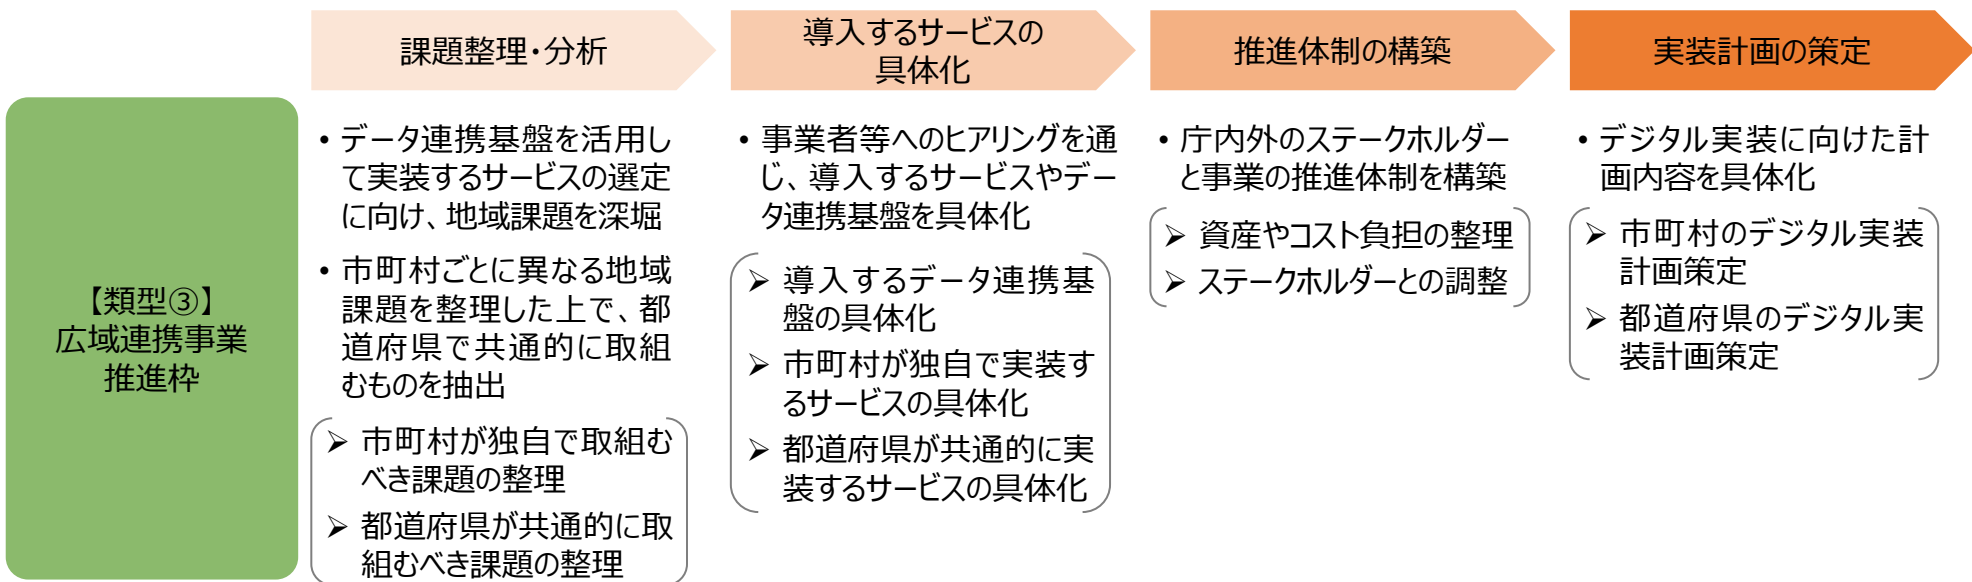 課題整理・分析
導入するサービスの
具体化
推進体制の構築
実装計画の策定
【類型③】
広域連携事業
推進枠
• データ連携基盤を活用し
て実装するサービスの選定
に向け、地域課題を深堀
• 市町村ごとに異なる地域
課題を整理した上で、都
道府県で共通的に取組
むものを抽出
➢ 市町村が独自で取組む
べき課題の整理
➢ 都道府県が共通的に取
組むべき課題の整理
• 事業者等へのヒアリングを通
じ、導入するサービスやデー
タ連携基盤を具体化
➢ 導入するデータ連携基
盤の具体化
➢ 市町村が独自で実装す
るサービスの具体化
➢ 都道府県が共通的に実
装するサービスの具体化
• 庁内外のステークホルダー
と事業の推進体制を構築
➢ 資産やコスト負担の整理
➢ ステークホルダーとの調整
• デジタル実装に向けた計
画内容を具体化
➢ 市町村のデジタル実装
計画策定
➢ 都道府県のデジタル実
装計画策定